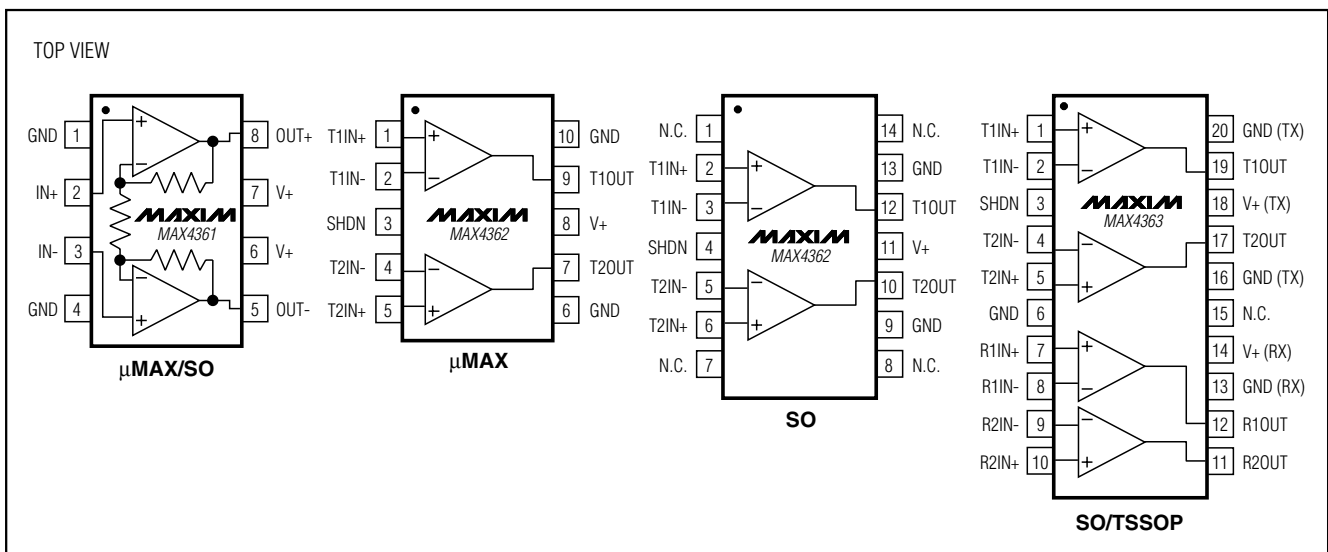 TOP VIEW
GND 1
IN+ 2
IN- 3
GND 4
8 OUT+
7 V+
6 V+
5 OUT-
+
−
−
+
MAXIM
MAX4361
μMAX/SO
T1IN+ 1
T1IN- 2
SHDN 3
T2IN- 4
T2IN+ 5
10 GND
9 T1OUT
8 V+
7 T2OUT
6 GND
+
−
−
+
MAXIM
MAX4362
μMAX
N.C. 1
T1IN+ 2
T1IN- 3
SHDN 4
T2IN- 5
T2IN+ 6
N.C. 7
14 N.C.
13 GND
12 T1OUT
11 V+
10 T2OUT
9 GND
8 N.C.
+
−
−
+
MAXIM
MAX4362
SO
T1IN+ 1
T1IN- 2
SHDN 3
T2IN- 4
T2IN+ 5
GND 6
R1IN+ 7
R1IN- 8
R2IN- 9
R2IN+ 10
20 GND (TX)
19 T1OUT
18 V+ (TX)
17 T2OUT
16 GND (TX)
15 N.C.
14 V+ (RX)
13 GND (RX)
12 R1OUT
11 R2OUT
+
−
−
+
+
−
−
+
MAXIM
MAX4363
SO/TSSOP